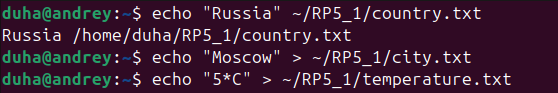 duha@andrey:~$ echo "Russia" ~/RP5_1/country.txt
Russia /home/duha/RP5_1/country.txt
duha@andrey:~$ echo "Moscow" > ~/RP5_1/city.txt
duha@andrey:~$ echo "5*C" > ~/RP5_1/temperature.txt